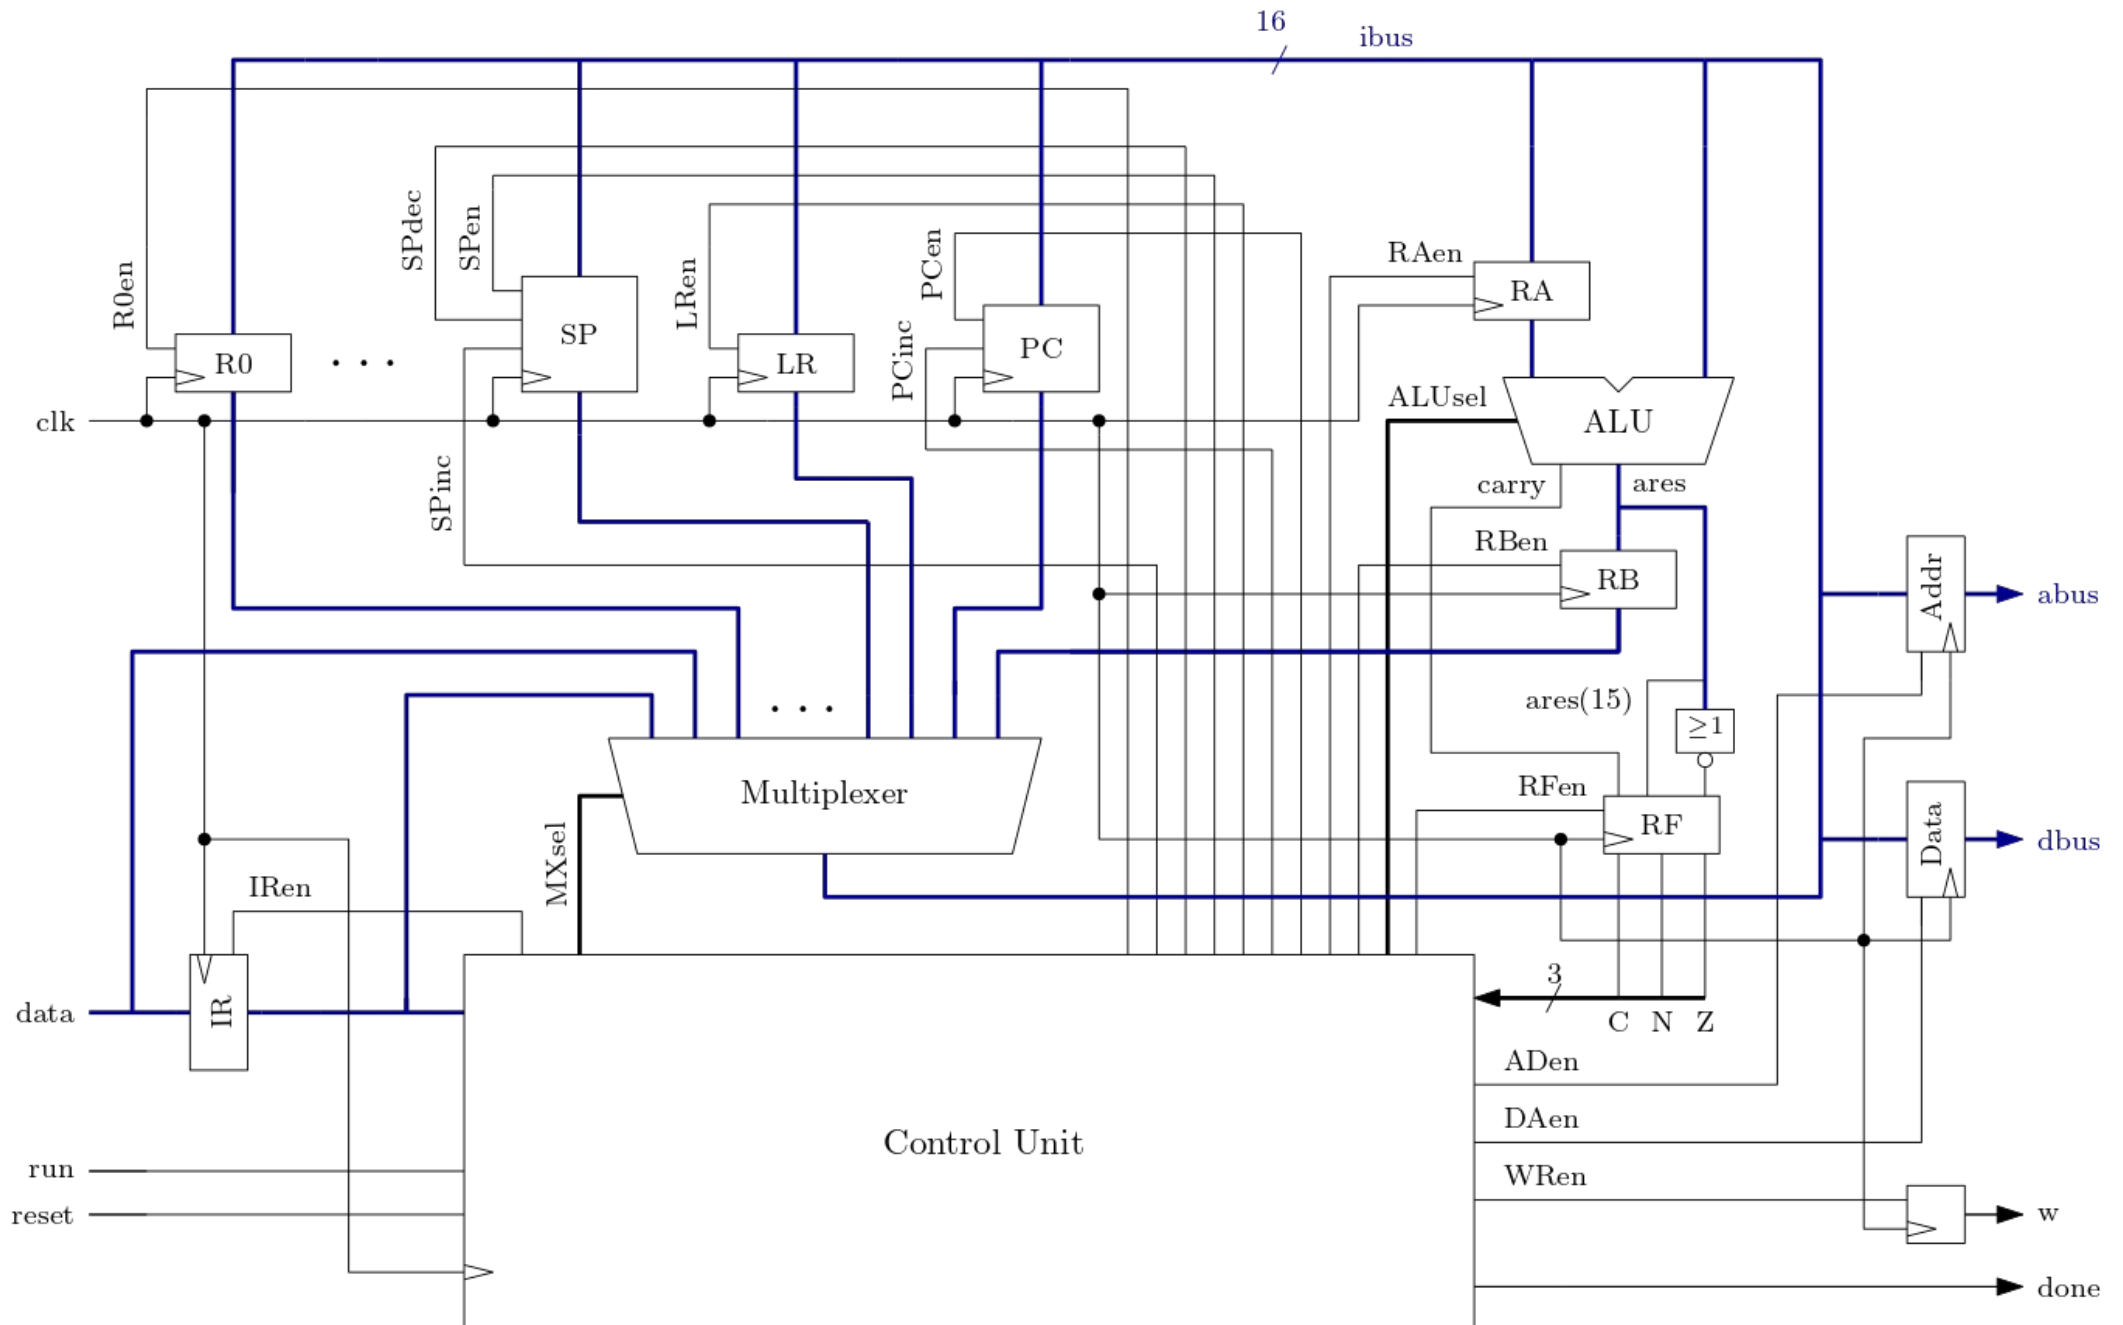 16
ibus
R0en
SPdec
SPen
LRen
PCen
PCinc
RAen
RA
R0
. . .
SP
LR
PC
clk
ALUsel
ALU
SPinc
carry
ares
RBen
RB
Addr
abus
ares(15)
≥1
. . .
Multiplexer
MXsel
RFen
RF
Data
dbus
IRen
IR
data
3
C N Z
ADen
DAen
Control Unit
WRen
run
reset
w
done